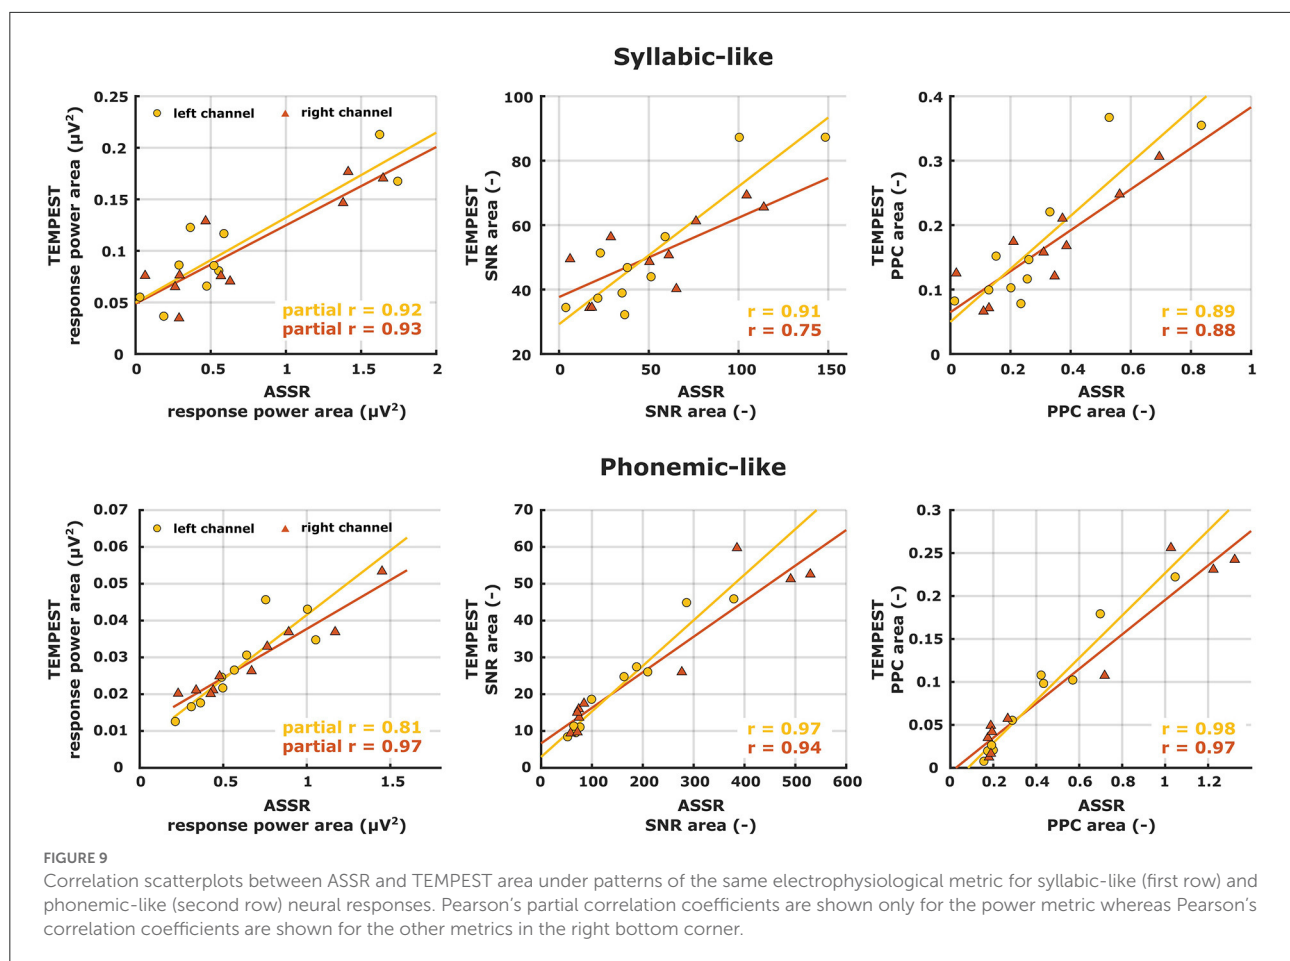 Syllabic-like
TEMPEST
response power area (µV²)
0.25
0.2
0.15
0.1
0.05
0
left channel
right channel
partial r = 0.92
partial r = 0.93
0 0.5 1 1.5 2
ASSR
response power area (µV²)
TEMPEST
SNR area (-)
100
80
60
40
20
r = 0.91
r = 0.75
0 50 100 150
ASSR
SNR area (-)
TEMPEST
PPC area (-)
0.4
0.3
0.2
0.1
0
r = 0.89
r = 0.88
0 0.2 0.4 0.6 0.8 1
ASSR
PPC area (-)
Phonemic-like
TEMPEST
response power area (µV²)
0.07
0.06
0.05
0.04
0.03
0.02
0.01
0
left channel
right channel
partial r = 0.81
partial r = 0.97
0 0.5 1 1.5
ASSR
response power area (µV²)
TEMPEST
SNR area (-)
70
60
50
40
30
20
10
0
r = 0.97
r = 0.94
0 100 200 300 400 500 600
ASSR
SNR area (-)
TEMPEST
PPC area (-)
0.3
0.25
0.2
0.15
0.1
0.05
0
r = 0.98
r = 0.97
0 0.2 0.4 0.6 0.8 1 1.2
ASSR
PPC area (-)
FIGURE 9
Correlation scatterplots between ASSR and TEMPEST area under patterns of the same electrophysiological metric for syllabic-like (first row) and
phonemic-like (second row) neural responses. Pearson's partial correlation coefficients are shown only for the power metric whereas Pearson's
correlation coefficients are shown for the other metrics in the right bottom corner.